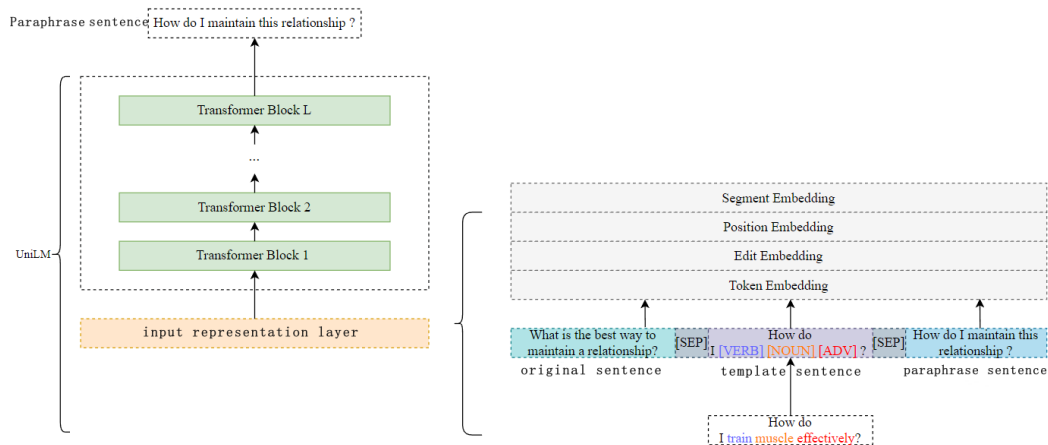 Paraphrase sentence
How do I maintain this relationship ?
Transformer Block L
...
Transformer Block 2
Transformer Block 1
UniLM
input representation layer
Segment Embedding
Position Embedding
Edit Embedding
Token Embedding
What is the best way to
maintain a relationship?
[SEP]
How do
I [VERB] [NOUN] [ADV] ?
[SEP]
How do I maintain this
relationship ?
original sentence
template sentence
paraphrase sentence
How do
I train muscle effectively?